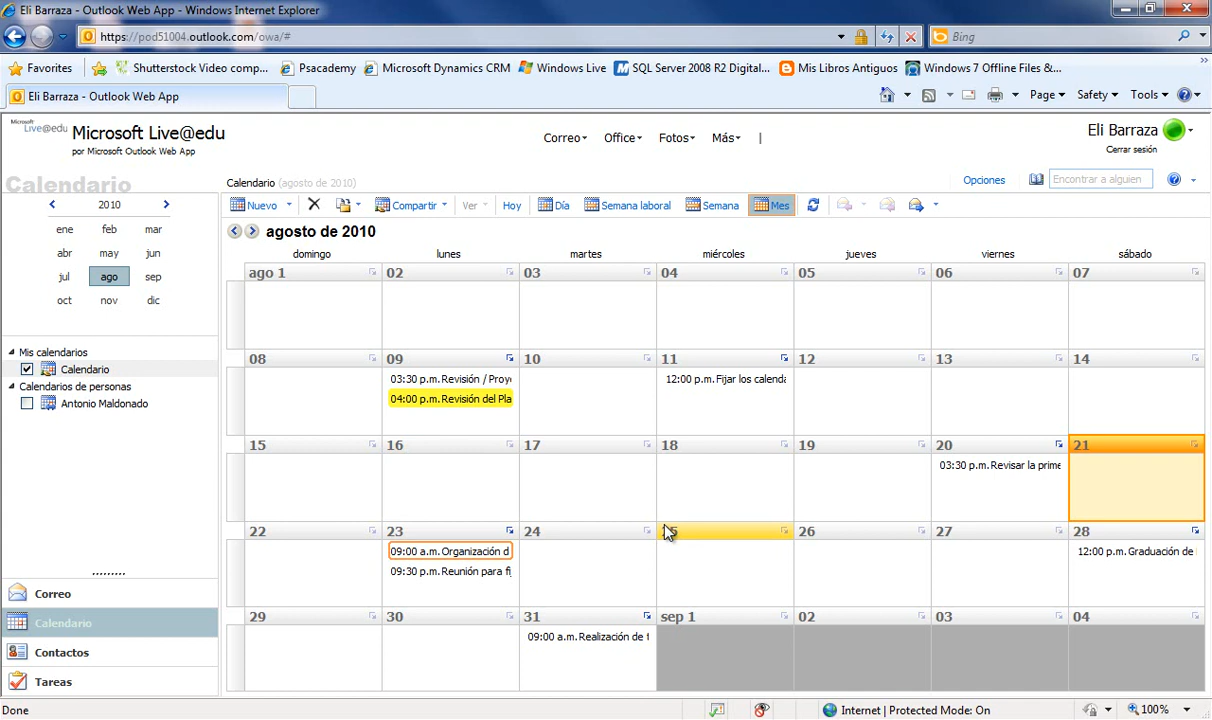 Eli Barraza - Outlook Web App - Windows Internet Explorer
https://pod51004.outlook.com/owa/#
Bing
Favorites
Shutterstock Video comp...
Psacademy
Microsoft Dynamics CRM
Windows Live
SQL Server 2008 R2 Digital...
Mis Libros Antiguos
Windows 7 Offline Files &...
Eli Barraza - Outlook Web App
Page
Safety
Tools
Microsoft
Live@edu
Microsoft Live@edu
por Microsoft Outlook Web App
Correo
Office
Fotos
Más
|
Eli Barraza
Cerrar sesión
Calendario
Calendario (agosto de 2010)
Opciones
Encontrar a alguien
2010
ene feb mar
abr may jun
jul ago sep
oct nov dic
Mis calendarios
Calendario
Calendarios de personas
Antonio Maldonado
Correo
Calendario
Contactos
Tareas
Nuevo
Compartir
Ver
Hoy
Día
Semana laboral
Semana
Mes
agosto de 2010
domingo lunes martes miércoles jueves viernes sábado
ago 1 02 03 04 05 06 07
08 09 10 11 12 13 14
03:30 p.m. Revisión / Proy
12:00 p.m. Fijar los calenda
04:00 p.m. Revisión del Pla
15 16 17 18 19 20 21
03:30 p.m. Revisar la prime
22 23 24 25 26 27 28
09:00 a.m. Organización d
12:00 p.m. Graduación de
09:30 p.m. Reunión para fij
29 30 31 sep 1 02 03 04
09:00 a.m. Realización de t
Done
Internet | Protected Mode: On
100%